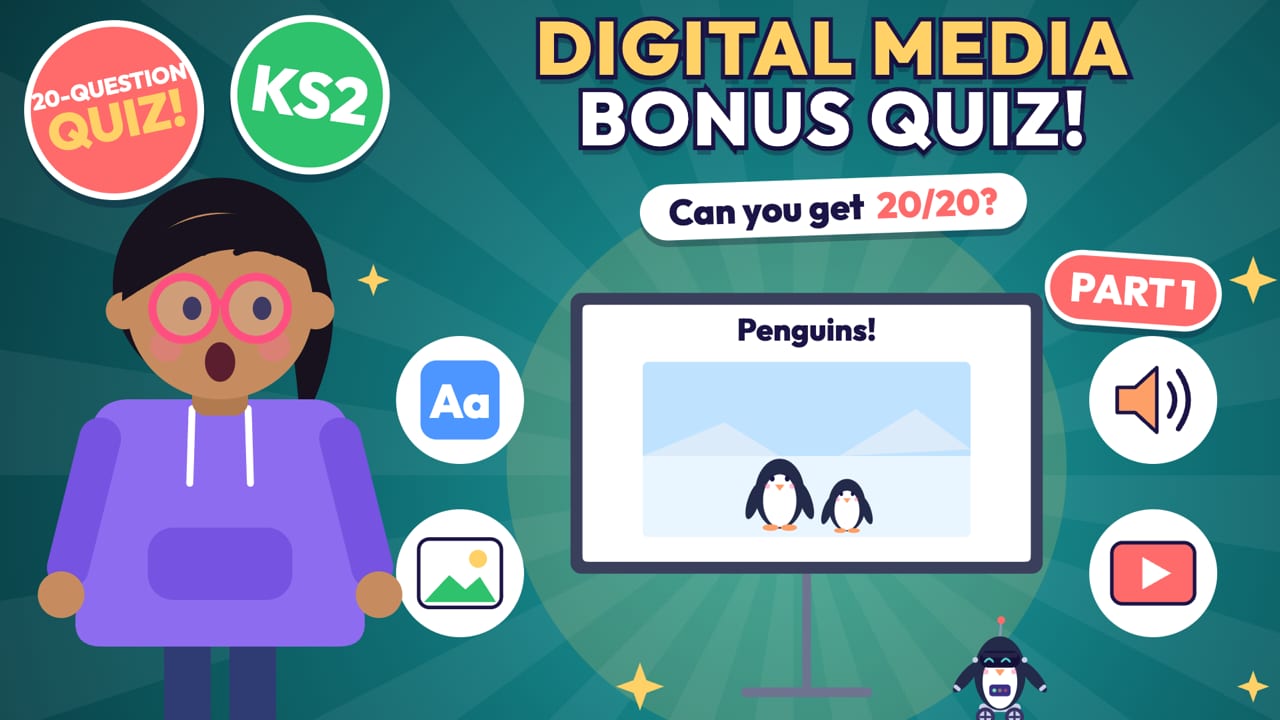 20-QUESTION
QUIZ!
KS2
DIGITAL MEDIA
BONUS QUIZ!
Can you get 20/20?
PART 1
Penguins!
Aa